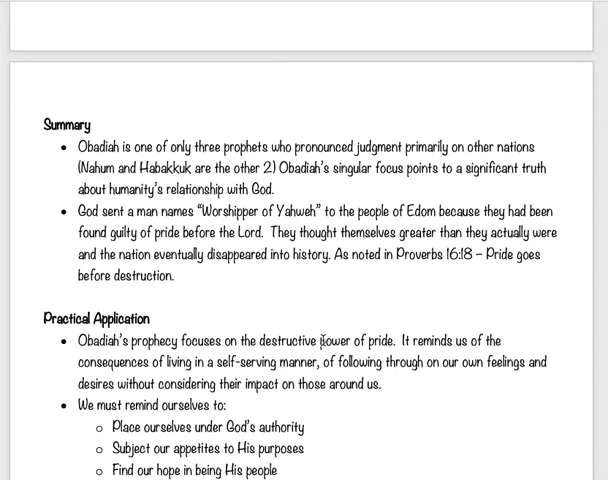 Summary
• Obadiah is one of only three prophets who pronounced judgment primarily on other nations
(Nahum and Habakkuk are the other 2.) Obadiah's singular focus points to a significant truth
about humanity's relationship with God.
• God sent a man names "Worshipper of Yahweh" to the people of Edom because they had been
found guilty of pride before the Lord. They thought themselves greater than they actually were
and the nation eventually disappeared into history. As noted in Proverbs 16:18 – Pride goes
before destruction.
Practical Application
• Obadiah's prophecy focuses on the destructive power of pride. It reminds us of the
consequences of living in a self-serving manner, of following through on our own feelings and
desires without considering their impact on those around us.
• We must remind ourselves to:
o Place ourselves under God's authority
o Subject our appetites to His purposes
o Find our hope in being His people